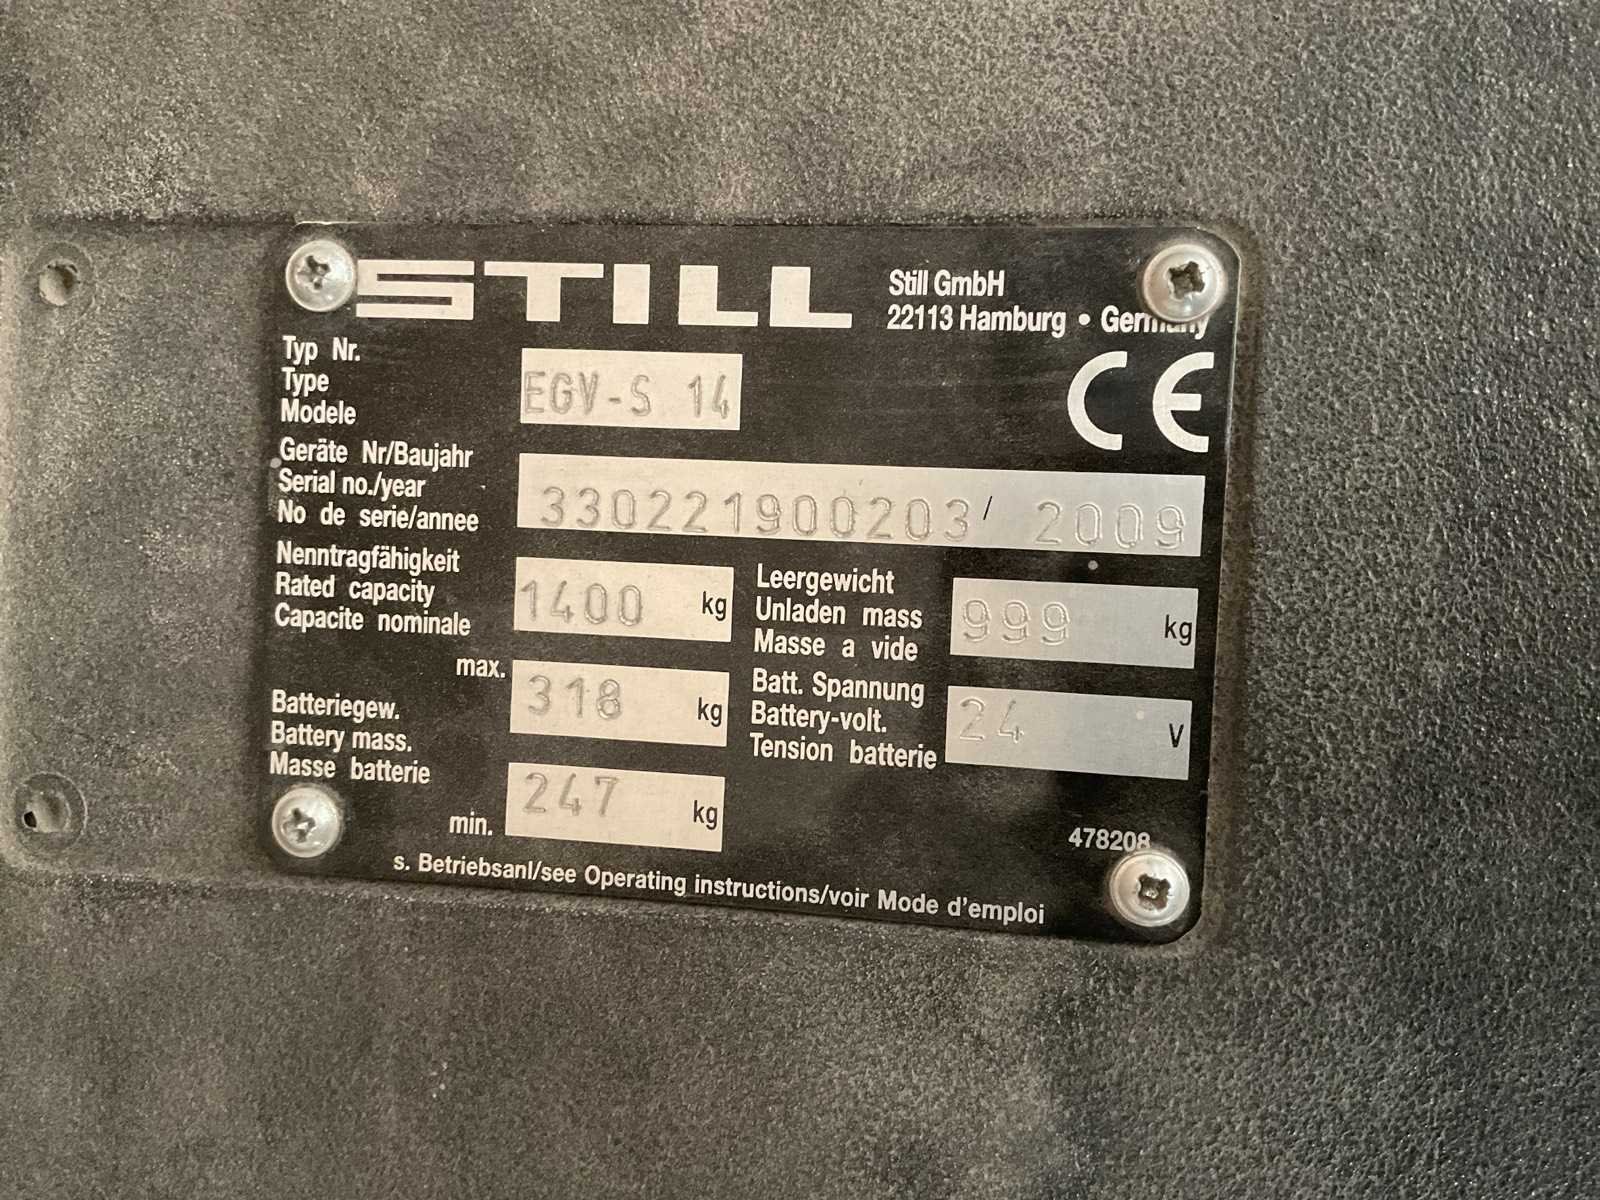 STILL
Still GmbH
22113 Hamburg • Germany
CE
Typ Nr.
Type
Modele
EGV-S 14
Geräte Nr/Baujahr
Serial no./year
No de serie/annee
330221900203 / 2009
Nenntragfähigkeit
Rated capacity
Capacite nominale
1400 kg
Leergewicht
Unladen mass
Masse a vide
999 kg
max.
318 kg
Batteriegew.
Battery mass.
Masse batterie
min.
247 kg
Batt. Spannung
Battery-volt.
Tension batterie
24 V
478208
s. Betriebsanl/see Operating instructions/voir Mode d'emploi